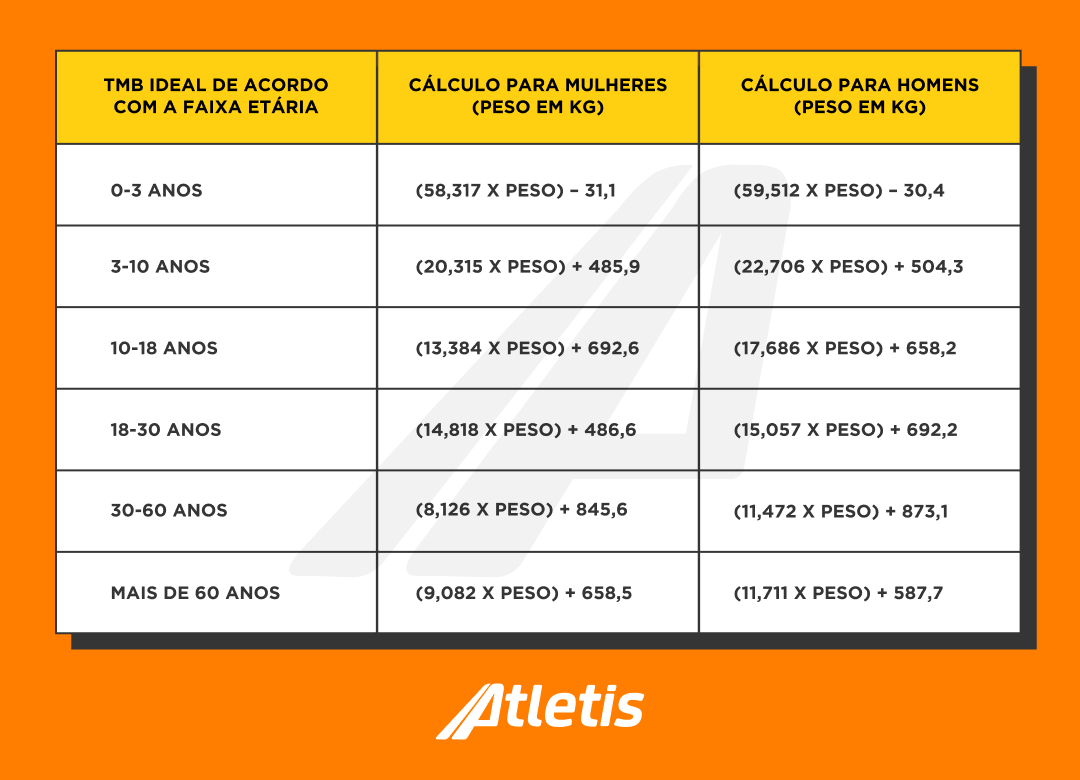 TMB IDEAL DE ACORDO
COM A FAIXA ETÁRIA
CÁLCULO PARA MULHERES
(PESO EM KG)
CÁLCULO PARA HOMENS
(PESO EM KG)
0-3 ANOS
(58,317 X PESO) – 31,1
(59,512 X PESO) – 30,4
3-10 ANOS
(20,315 X PESO) + 485,9
(22,706 X PESO) + 504,3
10-18 ANOS
(13,384 X PESO) + 692,6
(17,686 X PESO) + 658,2
18-30 ANOS
(14,818 X PESO) + 486,6
(15,057 X PESO) + 692,2
30-60 ANOS
(8,126 X PESO) + 845,6
(11,472 X PESO) + 873,1
MAIS DE 60 ANOS
(9,082 X PESO) + 658,5
(11,711 X PESO) + 587,7
Atletis